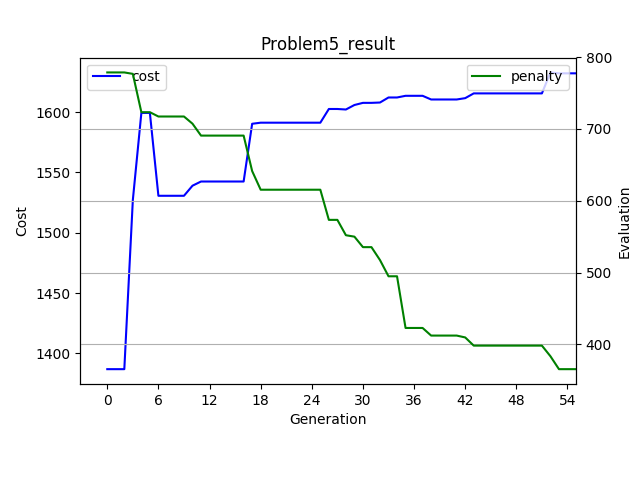 Problem5_result
cost
penalty
1600
1550
1500
1450
1400
Cost
800
700
600
500
400
Evaluation
0 6 12 18 24 30 36 42 48 54
Generation